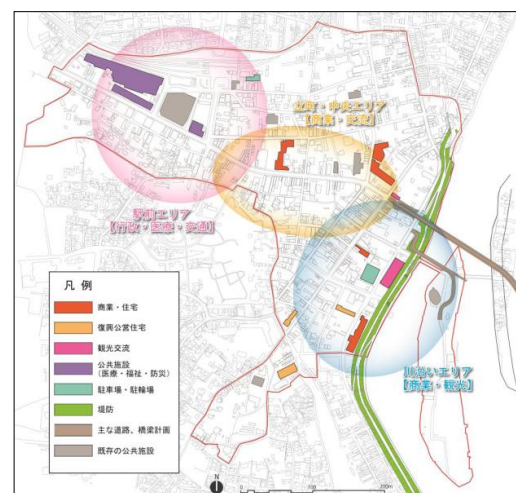 立町・中央エリア
【商業・交流】
駅前エリア
【行政・医療・交通】
川沿いエリア
【商業・観光】
凡例
商業・住宅
復興公営住宅
観光交流
公共施設
(医療・福祉・防災)
駐車場・駐輪場
堤防
主な道路、橋梁計画
既存の公共施設
N
0
100
200m